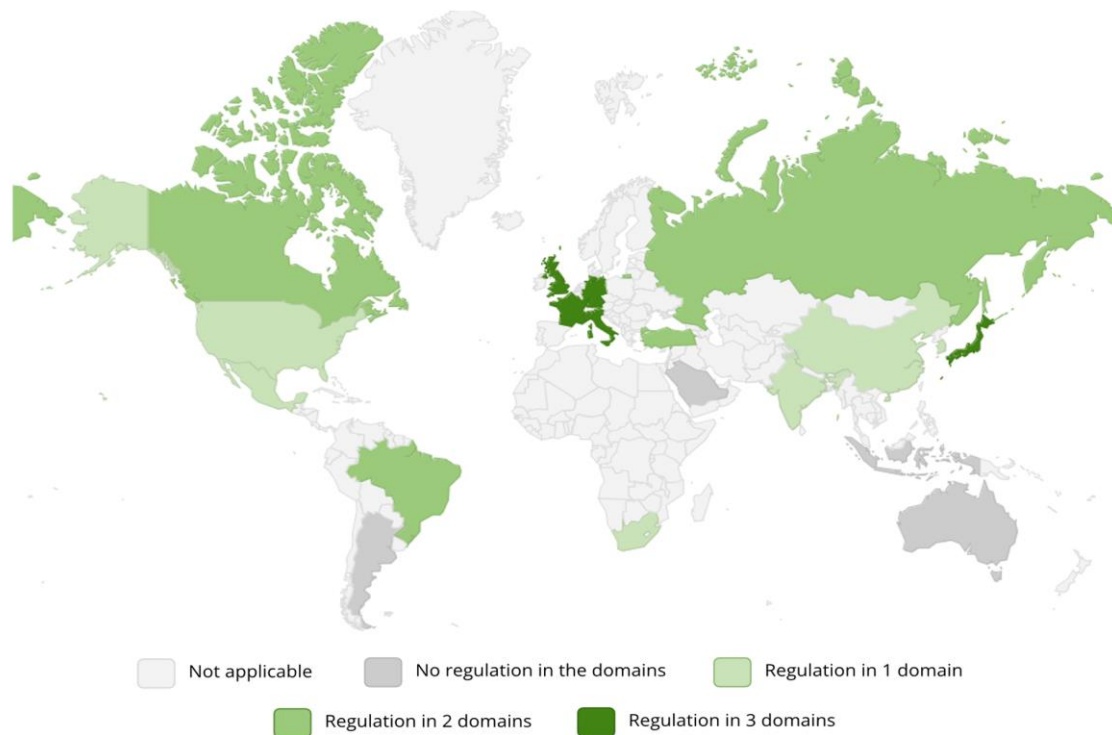 Not applicable
No regulation in the domains
Regulation in 1 domain
Regulation in 2 domains
Regulation in 3 domains